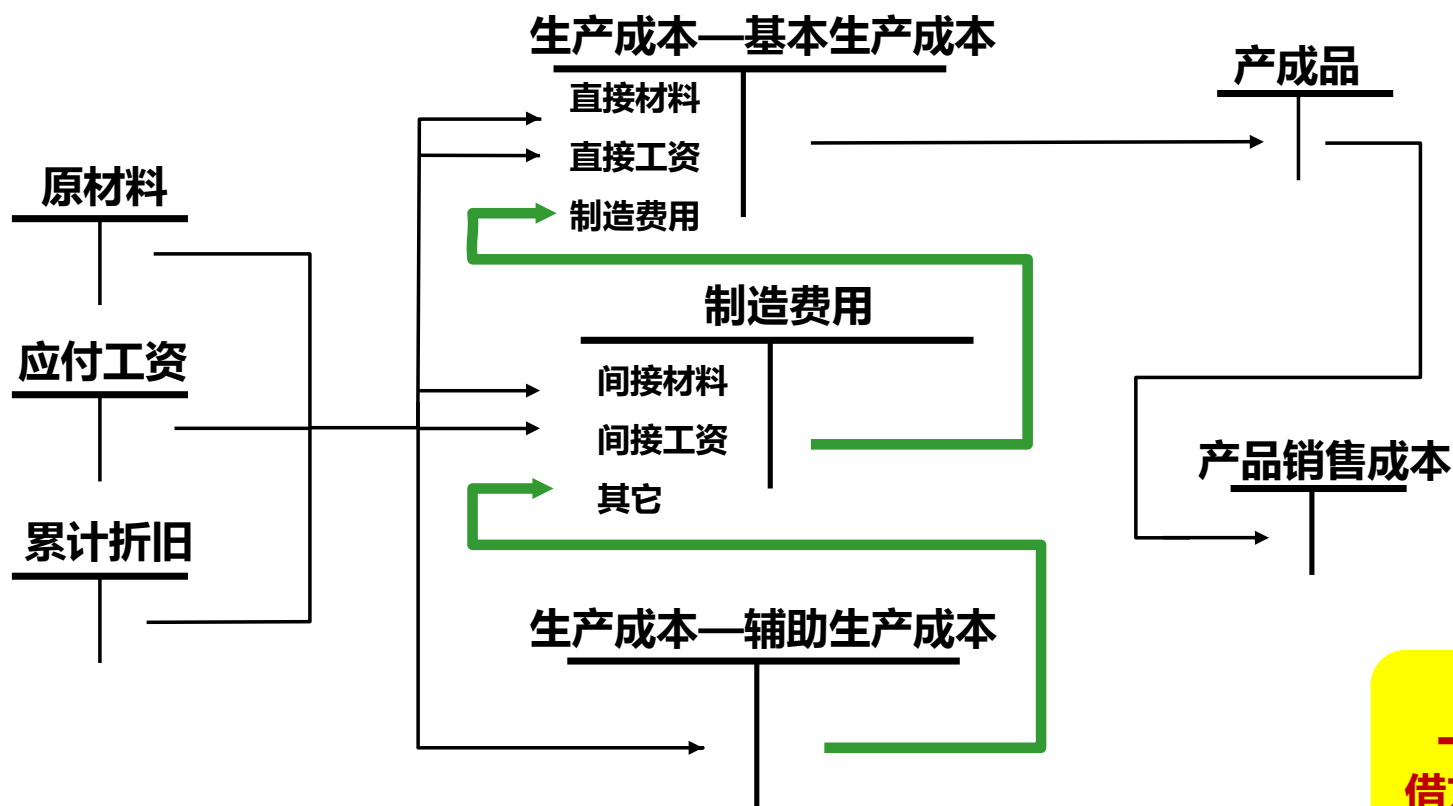 生产成本—基本生产成本
直接材料
直接工资
制造费用
产成品
原材料
应付工资
累计折旧
制造费用
间接材料
间接工资
其它
产品销售成本
生产成本—辅助生产成本
借